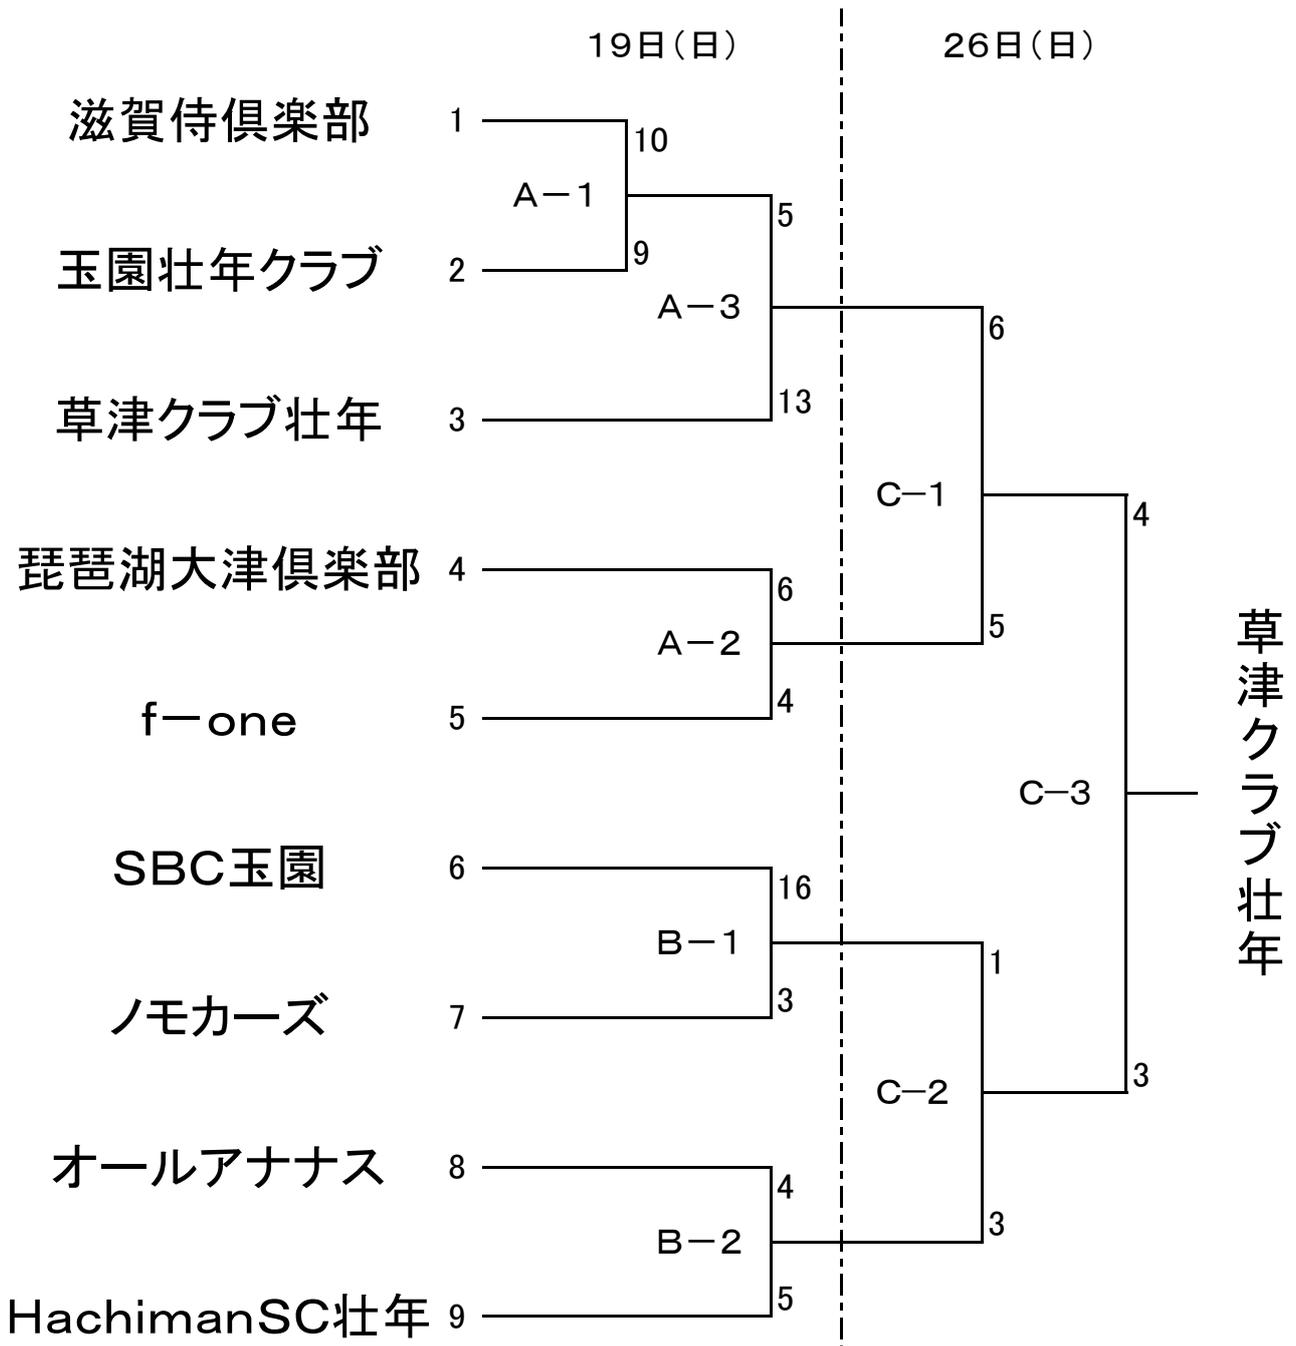 19日(日)
26日(日)
滋賀侍倶楽部 1
10
A－1
5
玉園壮年クラブ 2
9
A－3
6
草津クラブ壮年 3
13
C－1
4
琵琶湖大津倶楽部 4
6
A－2
5
f－one 5
4
C－3
草津クラブ壮年
SBC玉園 6
16
B－1
1
ノモカーズ 7
3
C－2
3
オールアナナス 8
4
B－2
3
HachimanSC壮年 9
5